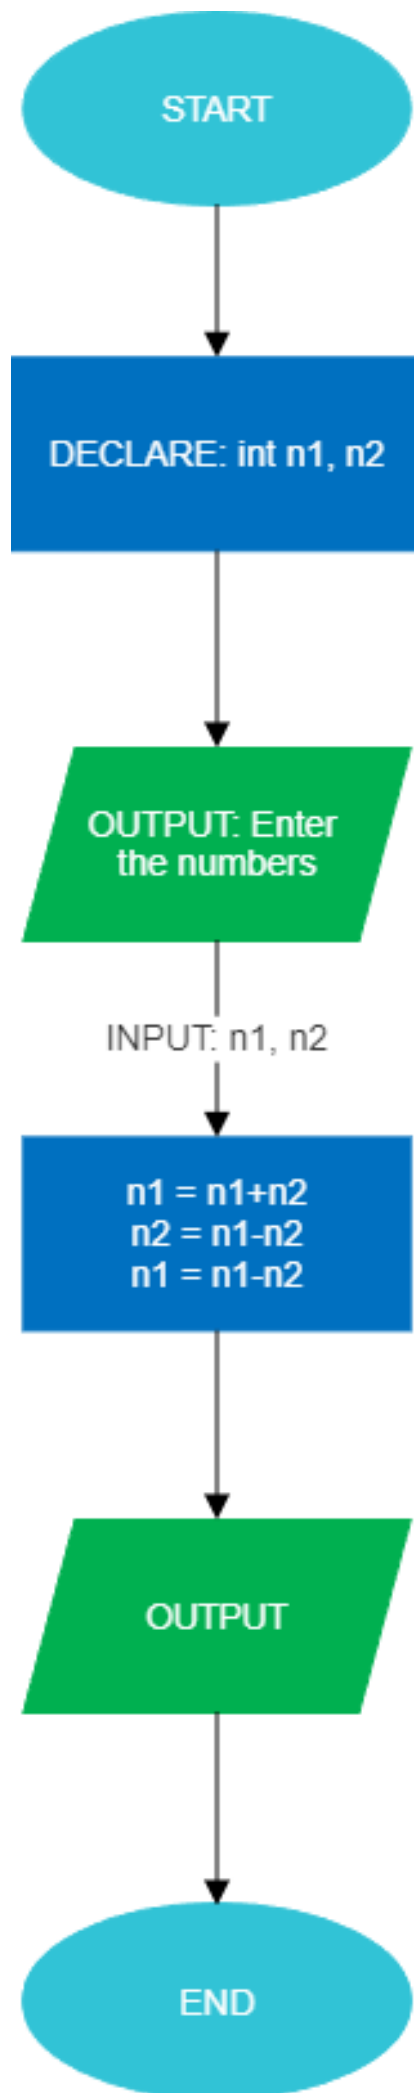 START
DECLARE: int n1, n2
OUTPUT: Enter
the numbers
INPUT: n1, n2
n1 = n1+n2
n2 = n1-n2
n1 = n1-n2
OUTPUT
END